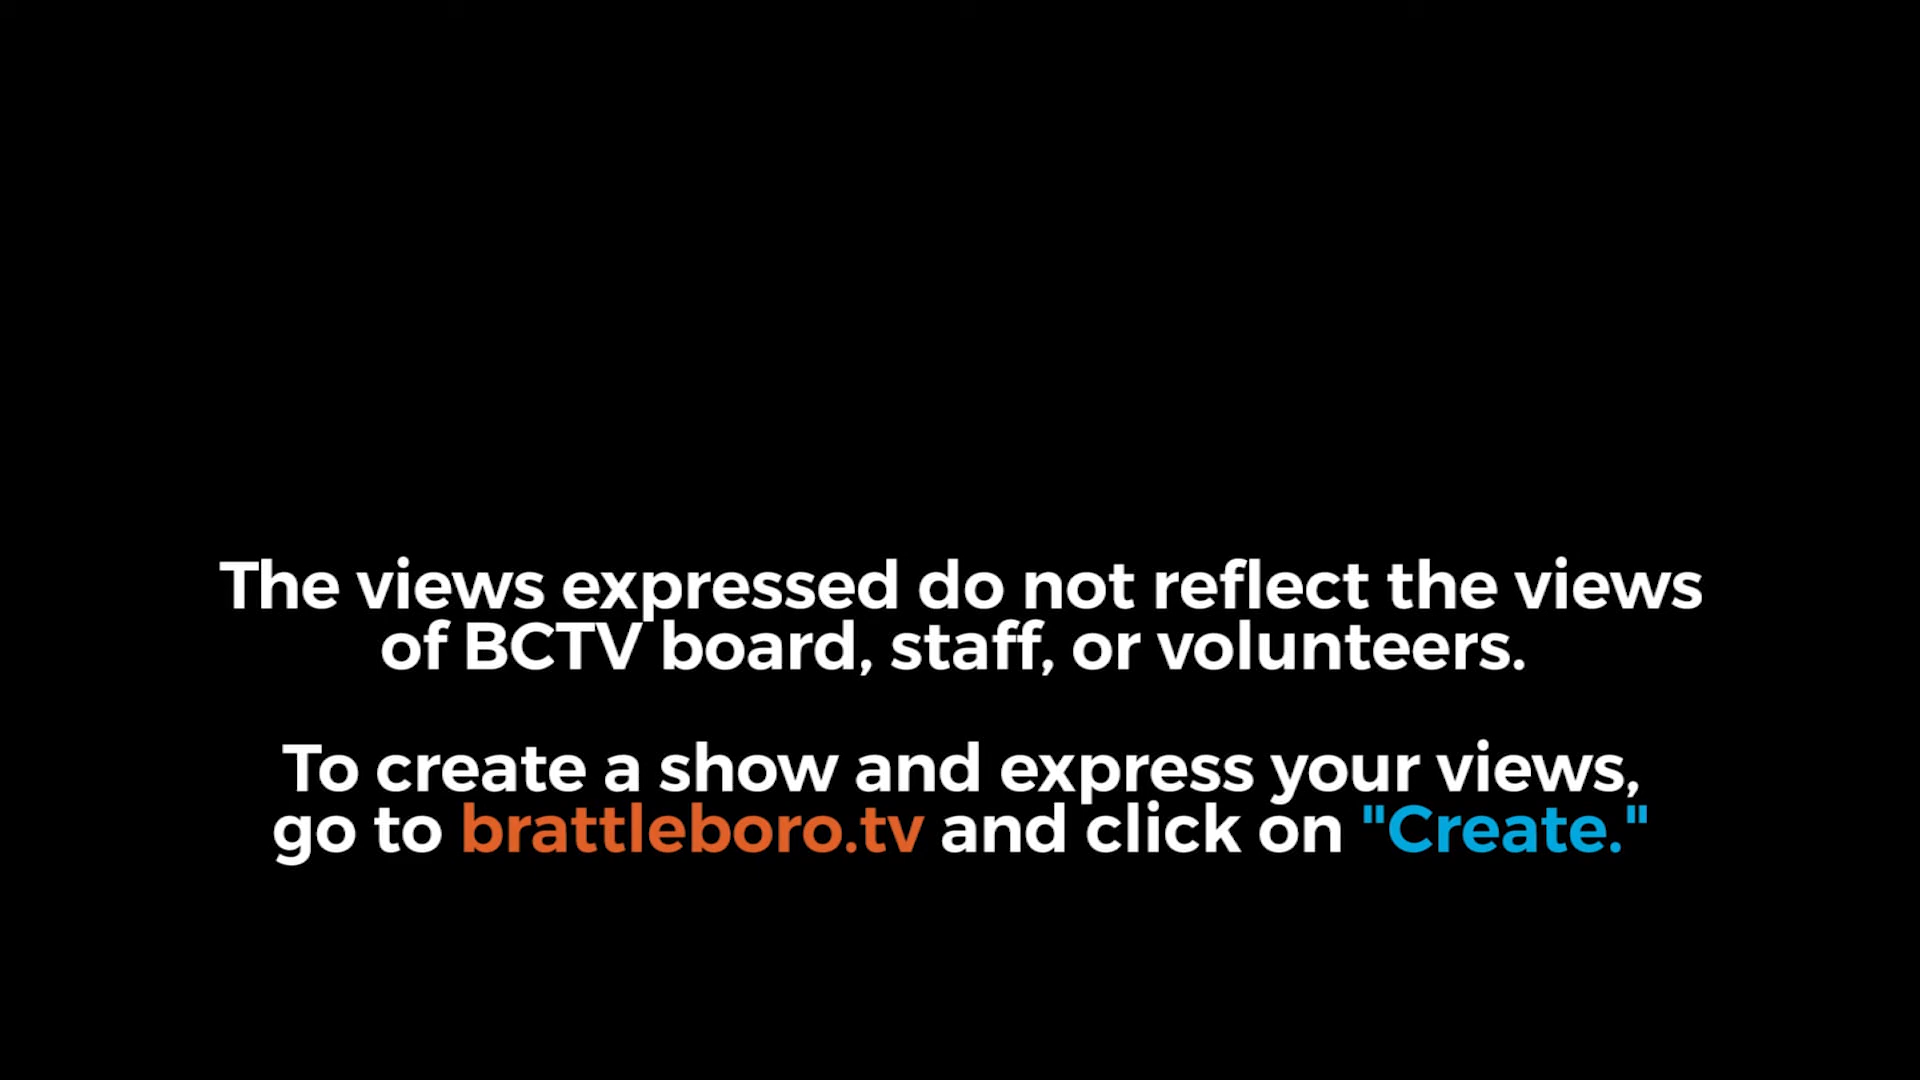 The views expressed do not reflect the views
of BCTV board, staff, or volunteers.
To create a show and express your views,
go to brattleboro.tv and click on "Create."